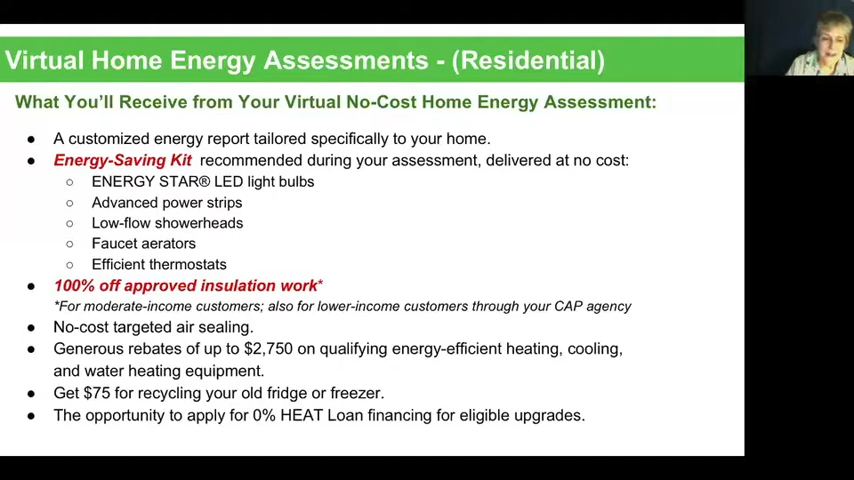 Virtual Home Energy Assessments - (Residential)
What You'll Receive from Your Virtual No-Cost Home Energy Assessment:
● A customized energy report tailored specifically to your home.
● Energy-Saving Kit recommended during your assessment, delivered at no cost:
○ ENERGY STAR® LED light bulbs
○ Advanced power strips
○ Low-flow showerheads
○ Faucet aerators
○ Efficient thermostats
● 100% off approved insulation work*
*For moderate-income customers; also for lower-income customers through your CAP agency
● No-cost targeted air sealing.
● Generous rebates of up to $2,750 on qualifying energy-efficient heating, cooling,
and water heating equipment.
● Get $75 for recycling your old fridge or freezer.
● The opportunity to apply for 0% HEAT Loan financing for eligible upgrades.